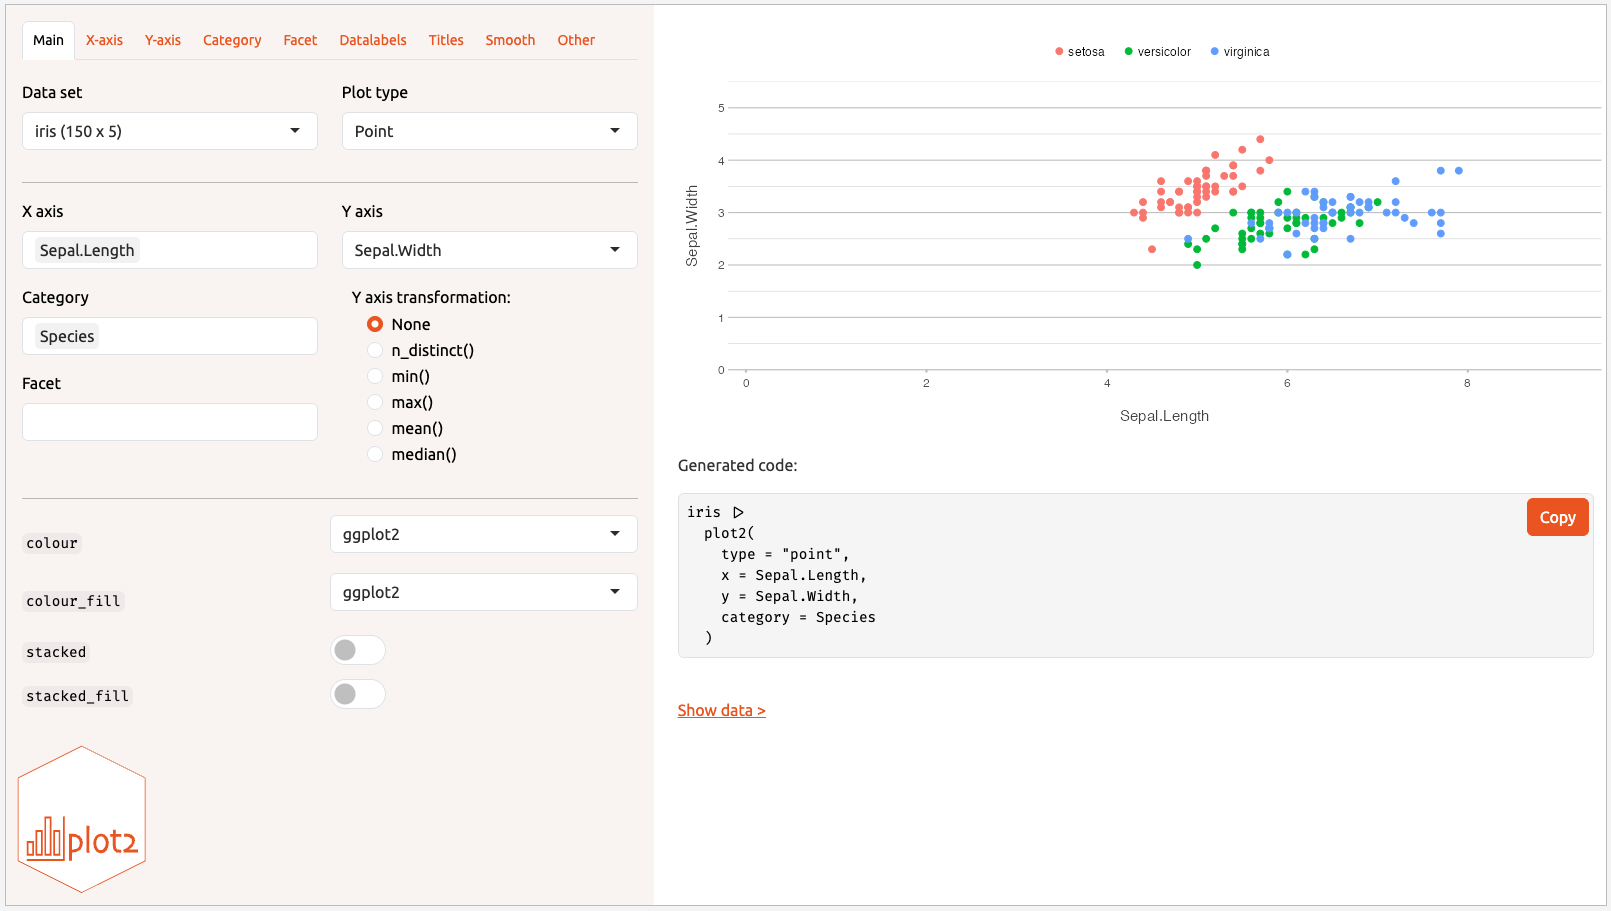 Main X-axis Y-axis Category Facet Datalabels Titles Smooth Other
Data set Plot type
iris (150 x 5) Point
X axis Y axis
Sepal.Length Sepal.Width
Category
Species
Facet
Y axis transformation:
None
n_distinct()
min()
max()
mean()
median()
colour ggplot2
colour_fill ggplot2
stacked
stacked_fill
plot2
setosa versicolor virginica
5
4
3
2
1
0
Sepal.Width
0 2 4 6 8
Sepal.Length
Generated code:
Copy
iris |>
plot2(
type = "point",
x = Sepal.Length,
y = Sepal.Width,
category = Species
)
Show data >